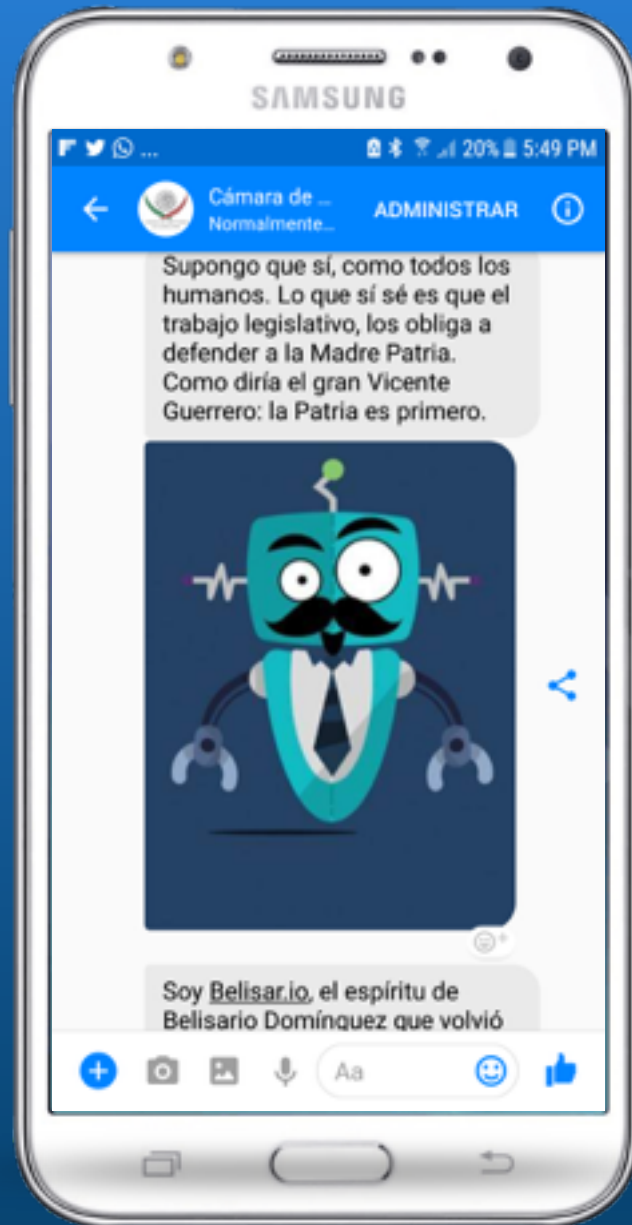 SAMSUNG
... 20% 5:49 PM
Cámara de ...
Normalmente...
ADMINISTRAR
Supongo que sí, como todos los
humanos. Lo que sí sé es que el
trabajo legislativo, los obliga a
defender a la Madre Patria.
Como diría el gran Vicente
Guerrero: la Patria es primero.
Soy Belisar.io, el espíritu de
Belisario Domínguez que volvió
Aa